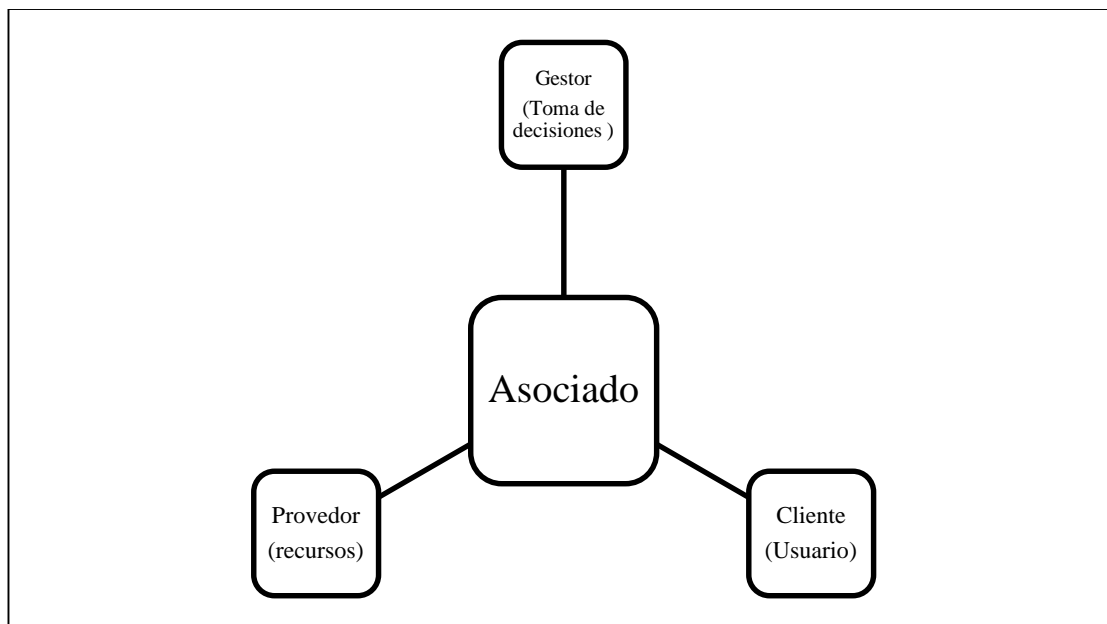 Gestor
(Toma de
decisiones )
Asociado
Provedor
(recursos)
Cliente
(Usuario)